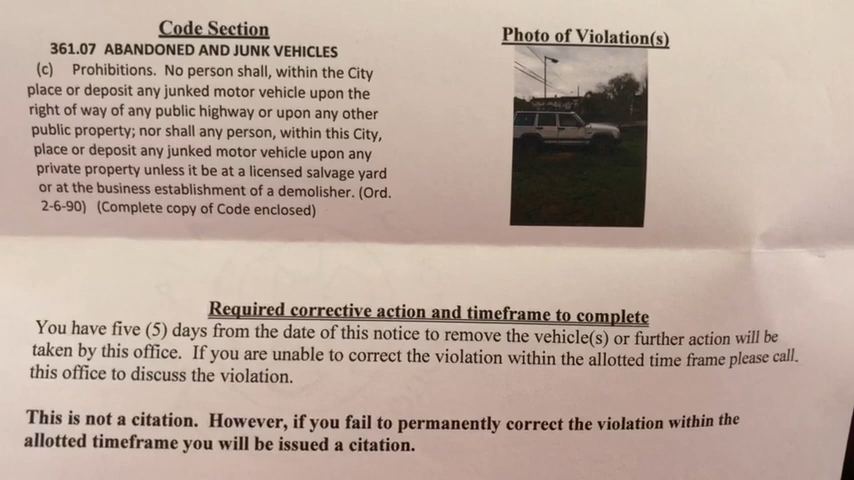 Code Section
361.07 ABANDONED AND JUNK VEHICLES
(c) Prohibitions. No person shall, within the City
place or deposit any junked motor vehicle upon the
right of way of any public highway or upon any other
public property; nor shall any person, within this City,
place or deposit any junked motor vehicle upon any
private property unless it be at a licensed salvage yard
or at the business establishment of a demolisher. (Ord.
2-6-90) (Complete copy of Code enclosed)
Photo of Violation(s)
Required corrective action and timeframe to complete
You have five (5) days from the date of this notice to remove the vehicle(s) or further action will be
taken by this office. If you are unable to correct the violation within the allotted time frame please call.
this office to discuss the violation.
This is not a citation. However, if you fail to permanently correct the violation within the
allotted timeframe you will be issued a citation.